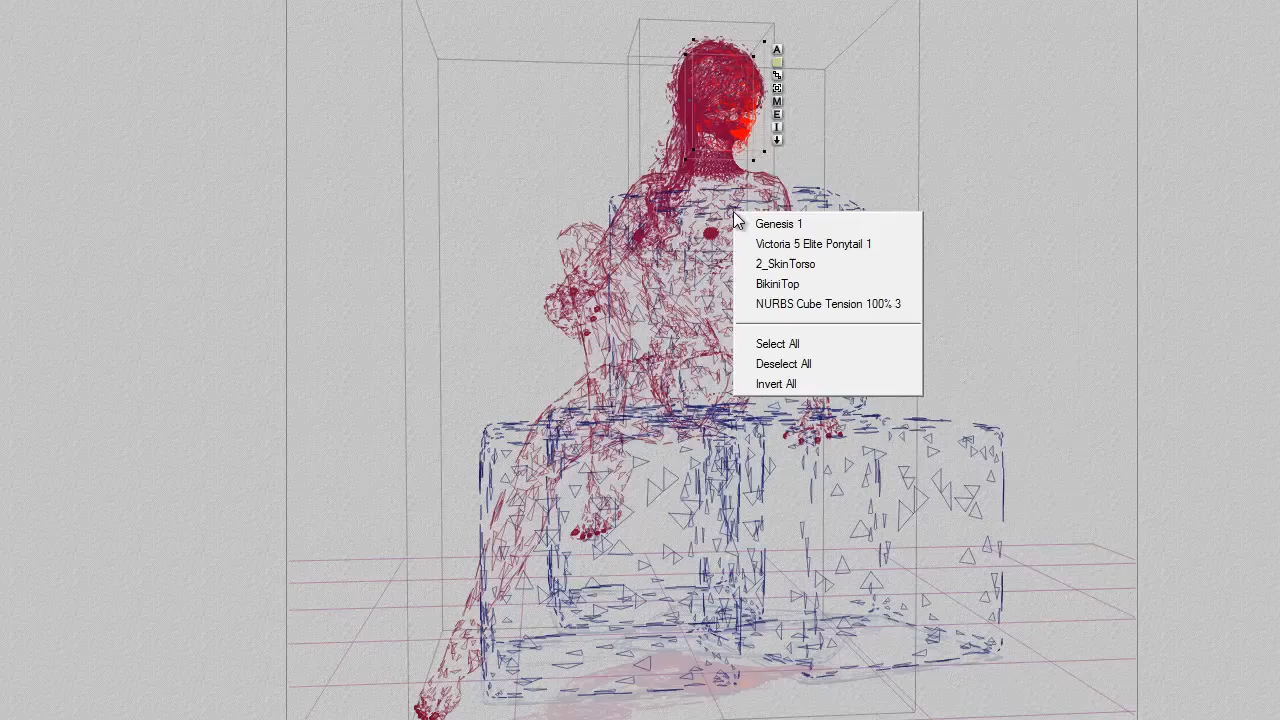 A
M
E
I
Genesis 1
Victoria 5 Elite Ponytail 1
2_SkinTorso
BikiniTop
NURBS Cube Tension 100% 3
Select All
Deselect All
Invert All